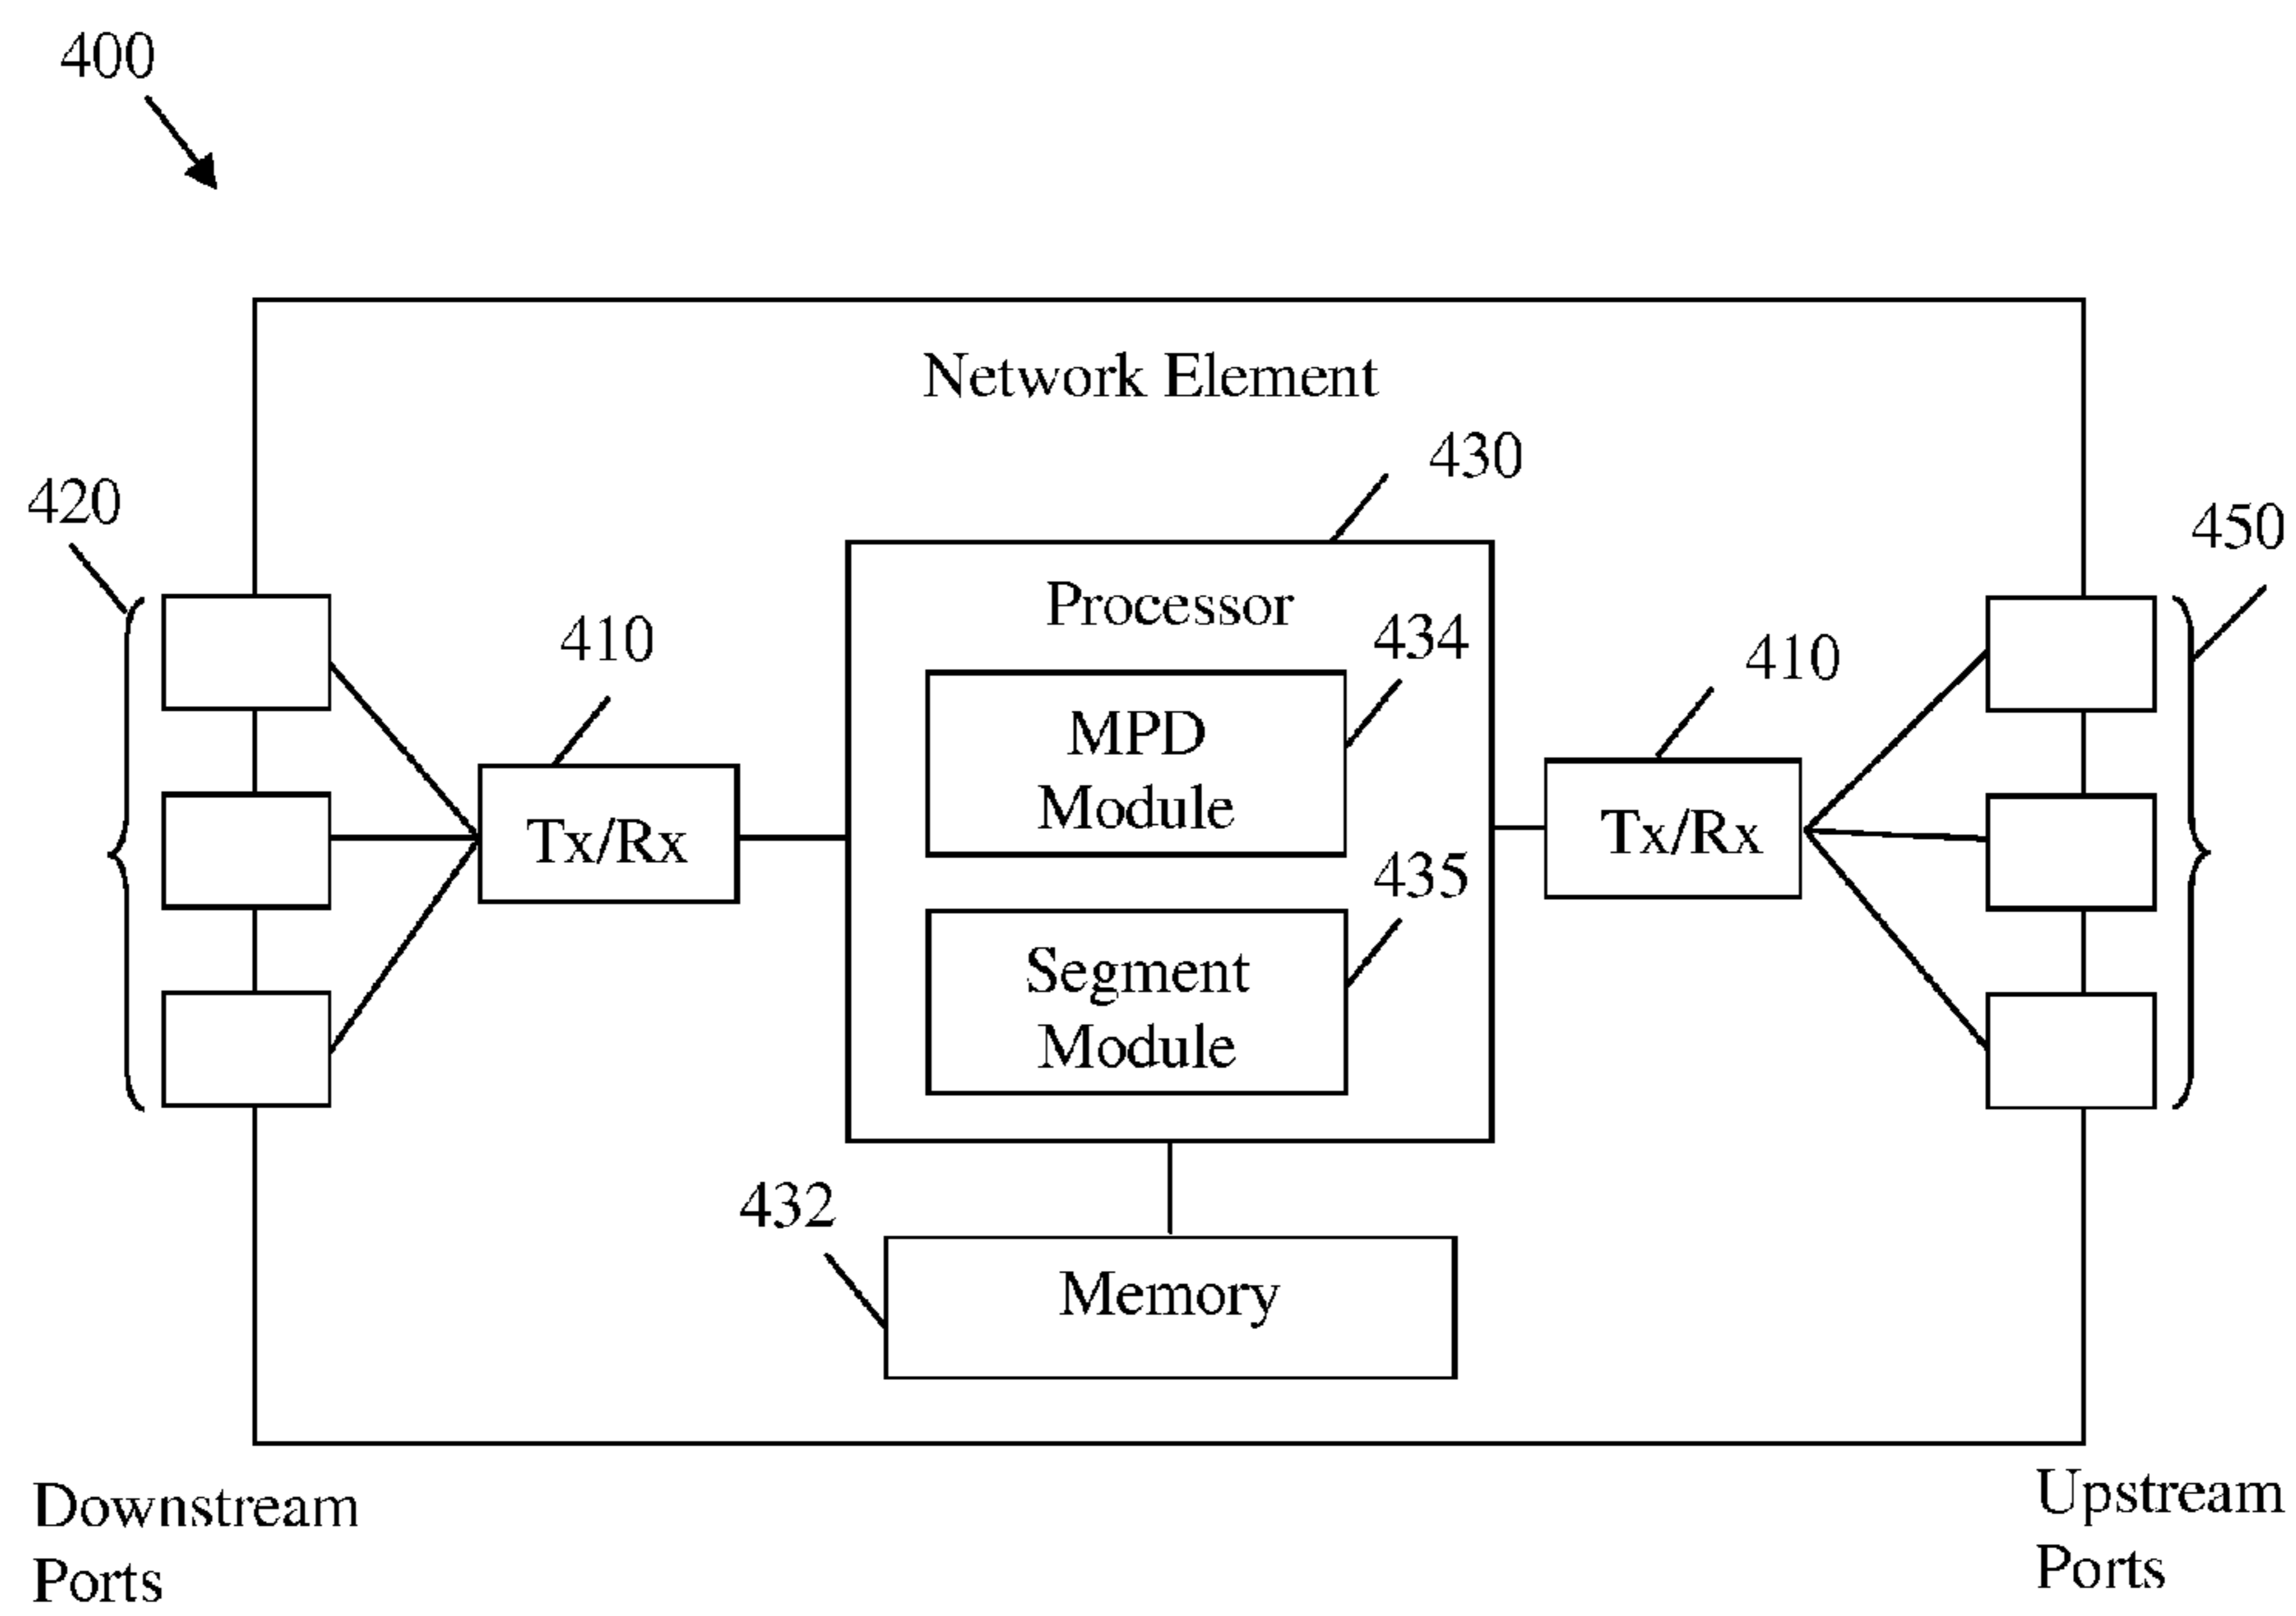 400
Network Element
430
420
450
Processor
434
410
410
MPD
Module
Tx/Rx
Tx/Rx
435
Segment
Module
432
Memory
Downstream
Ports
Upstream
Ports